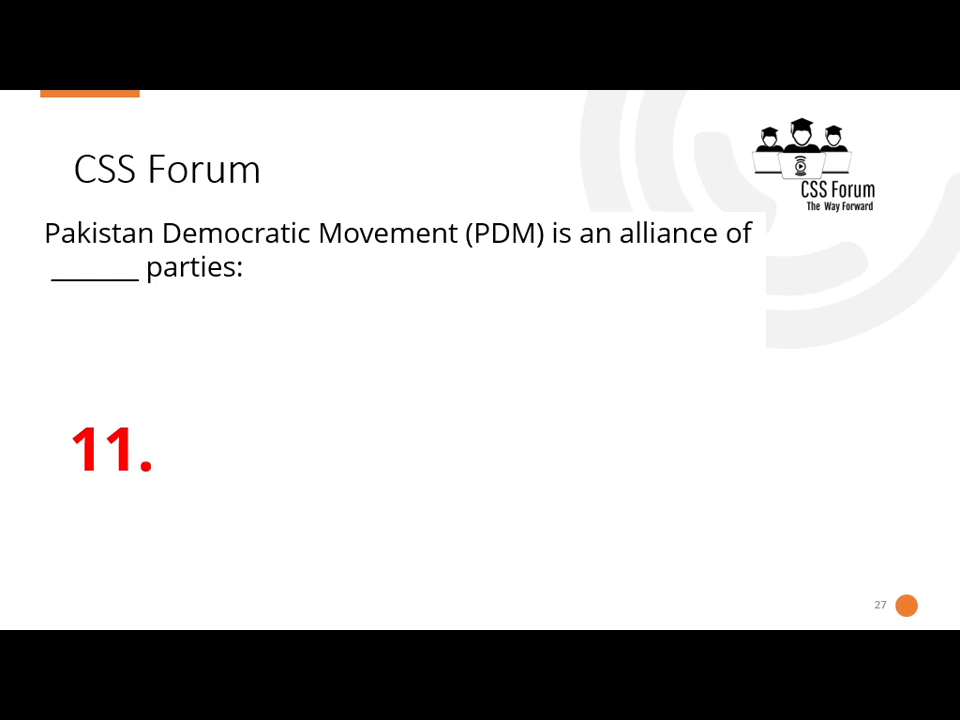 CSS Forum
CSS Forum
The Way Forward
Pakistan Democratic Movement (PDM) is an alliance of
_______ parties:
11.
27